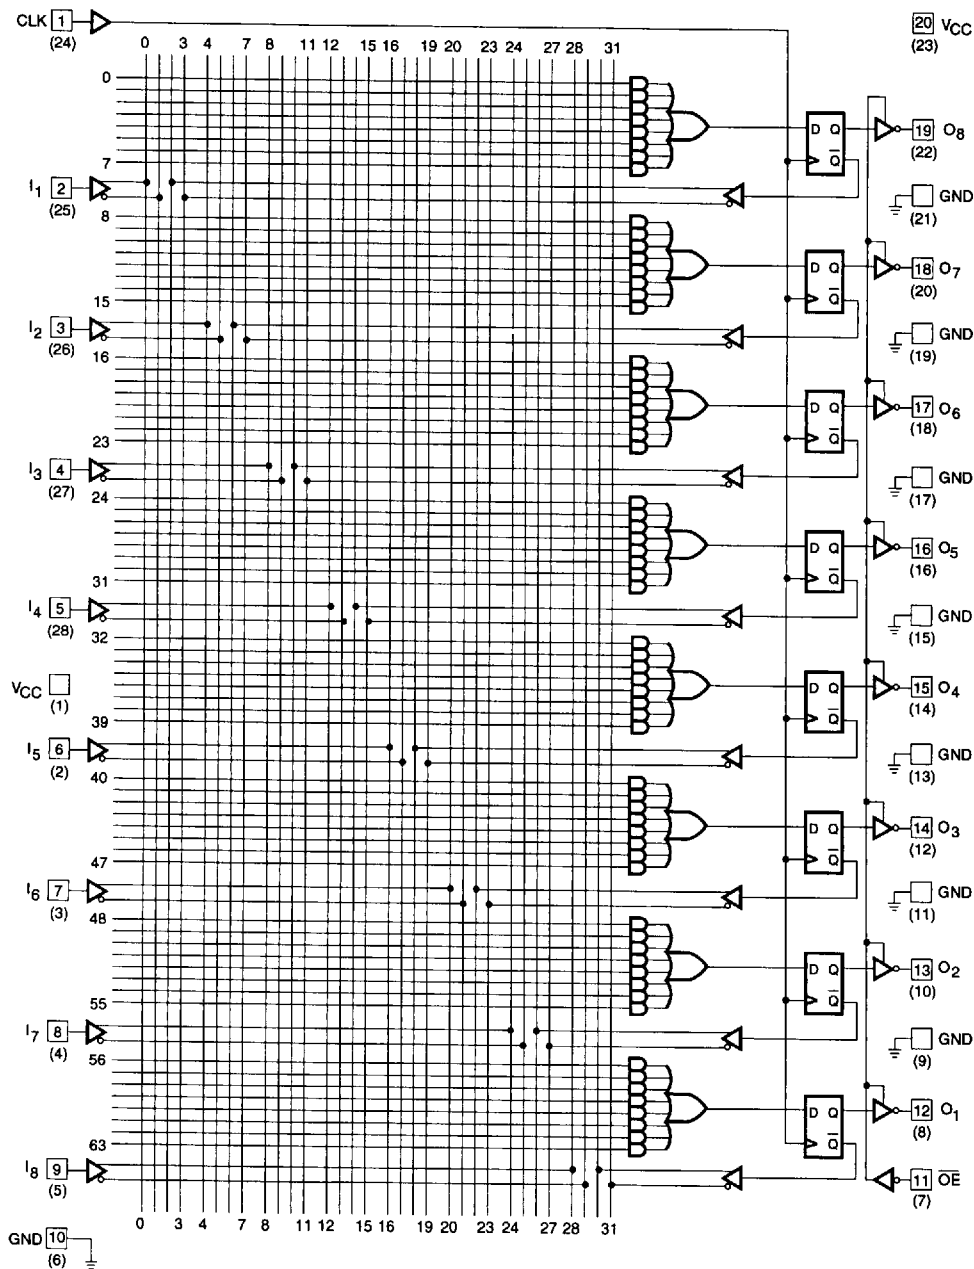 CLK 1 (24)
20 VCC (23)
0 3 4 7 8 11 12 15 16 19 20 23 24 27 28 31
0
D Q Q
19 O8 (22)
7
I1 2 (25)
GND (21)
8
D Q Q
18 O7 (20)
15
I2 3 (26)
GND (19)
16
D Q Q
17 O6 (18)
23
I3 4 (27)
GND (17)
24
D Q Q
16 O5 (16)
31
I4 5 (28)
GND (15)
32
VCC (1)
D Q Q
15 O4 (14)
39
I5 6 (2)
GND (13)
40
D Q Q
14 O3 (12)
47
I6 7 (3)
GND (11)
48
D Q Q
13 O2 (10)
55
I7 8 (4)
GND (9)
56
D Q Q
12 O1 (8)
63
I8 9 (5)
11 OE (7)
0 3 4 7 8 11 12 15 16 19 20 23 24 27 28 31
GND 10 (6)